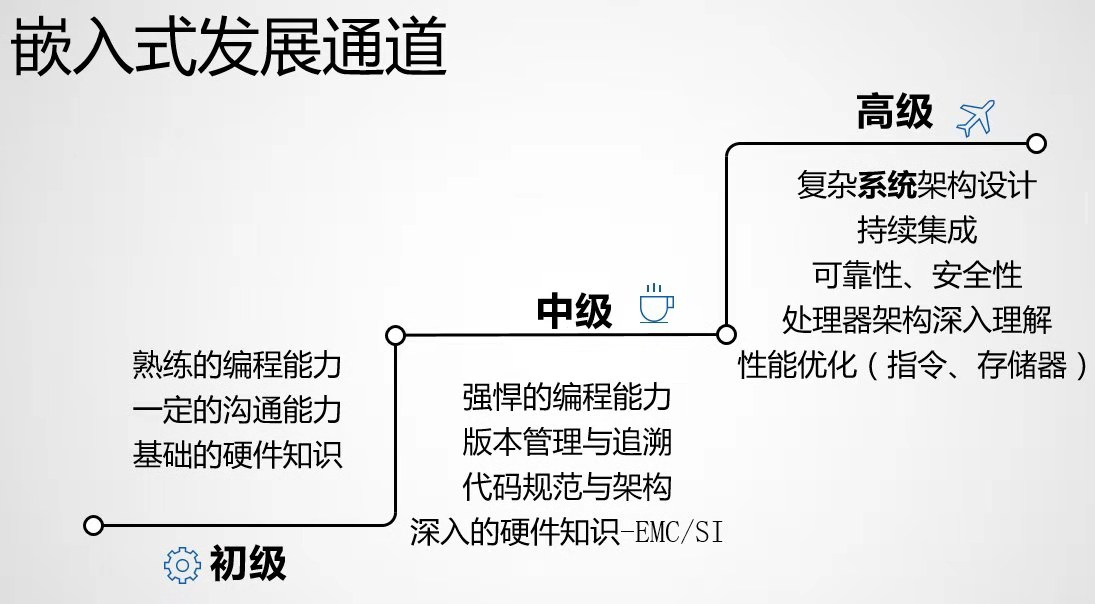 嵌入式发展通道
初级
熟练的编程能力
一定的沟通能力
基础的硬件知识
中级
强悍的编程能力
版本管理与追溯
代码规范与架构
深入的硬件知识-EMC/SI
高级
复杂系统架构设计
持续集成
可靠性、安全性
处理器架构深入理解
性能优化（指令、存储器）